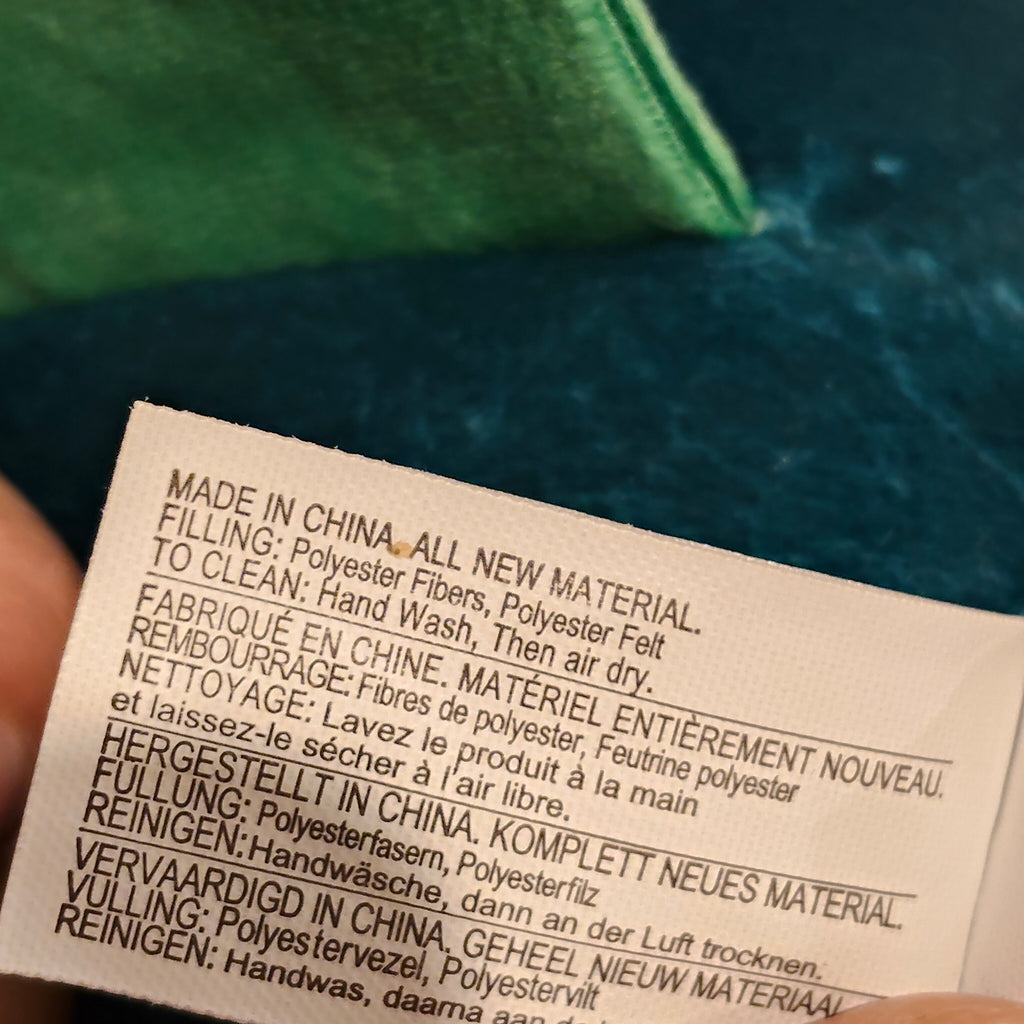 MADE IN CHINA. ALL NEW MATERIAL.
FILLING: Polyester Fibers, Polyester Felt
TO CLEAN: Hand Wash, Then air dry.
FABRIQUÉ EN CHINE. MATÉRIEL ENTIÈREMENT NOUVEAU.
REMBOURRAGE: Fibres de polyester, Feutrine polyester
NETTOYAGE: Lavez le produit à la main
et laissez-le sécher à l'air libre.
HERGESTELLT IN CHINA. KOMPLETT NEUES MATERIAL.
FÜLLUNG: Polyesterfasern, Polyesterfilz
REINIGEN: Handwäsche, dann an der Luft trocknen.
VERVAARDIGD IN CHINA. GEHEEL NIEUW MATERIAAL
VULLING: Polyestervezel, Polyestervilt
REINIGEN: Handwas, daarna aan